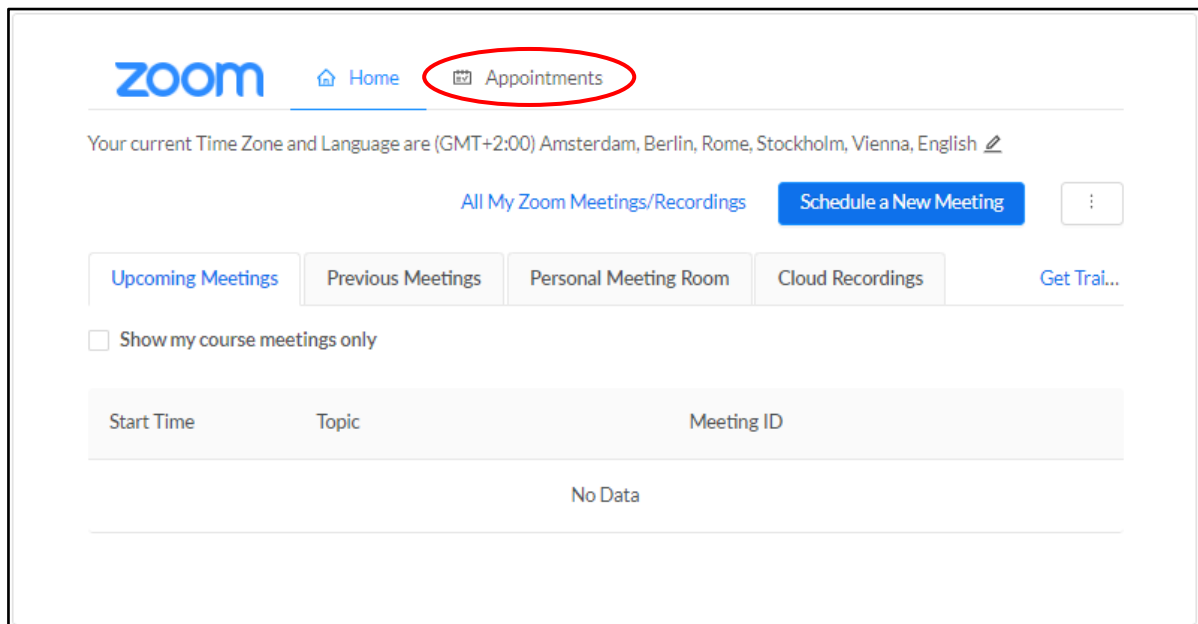 zoom Home Appointments
Your current Time Zone and Language are (GMT+2:00) Amsterdam, Berlin, Rome, Stockholm, Vienna, English
All My Zoom Meetings/Recordings Schedule a New Meeting
Upcoming Meetings Previous Meetings Personal Meeting Room Cloud Recordings Get Trai...
Show my course meetings only
Start Time Topic Meeting ID
No Data